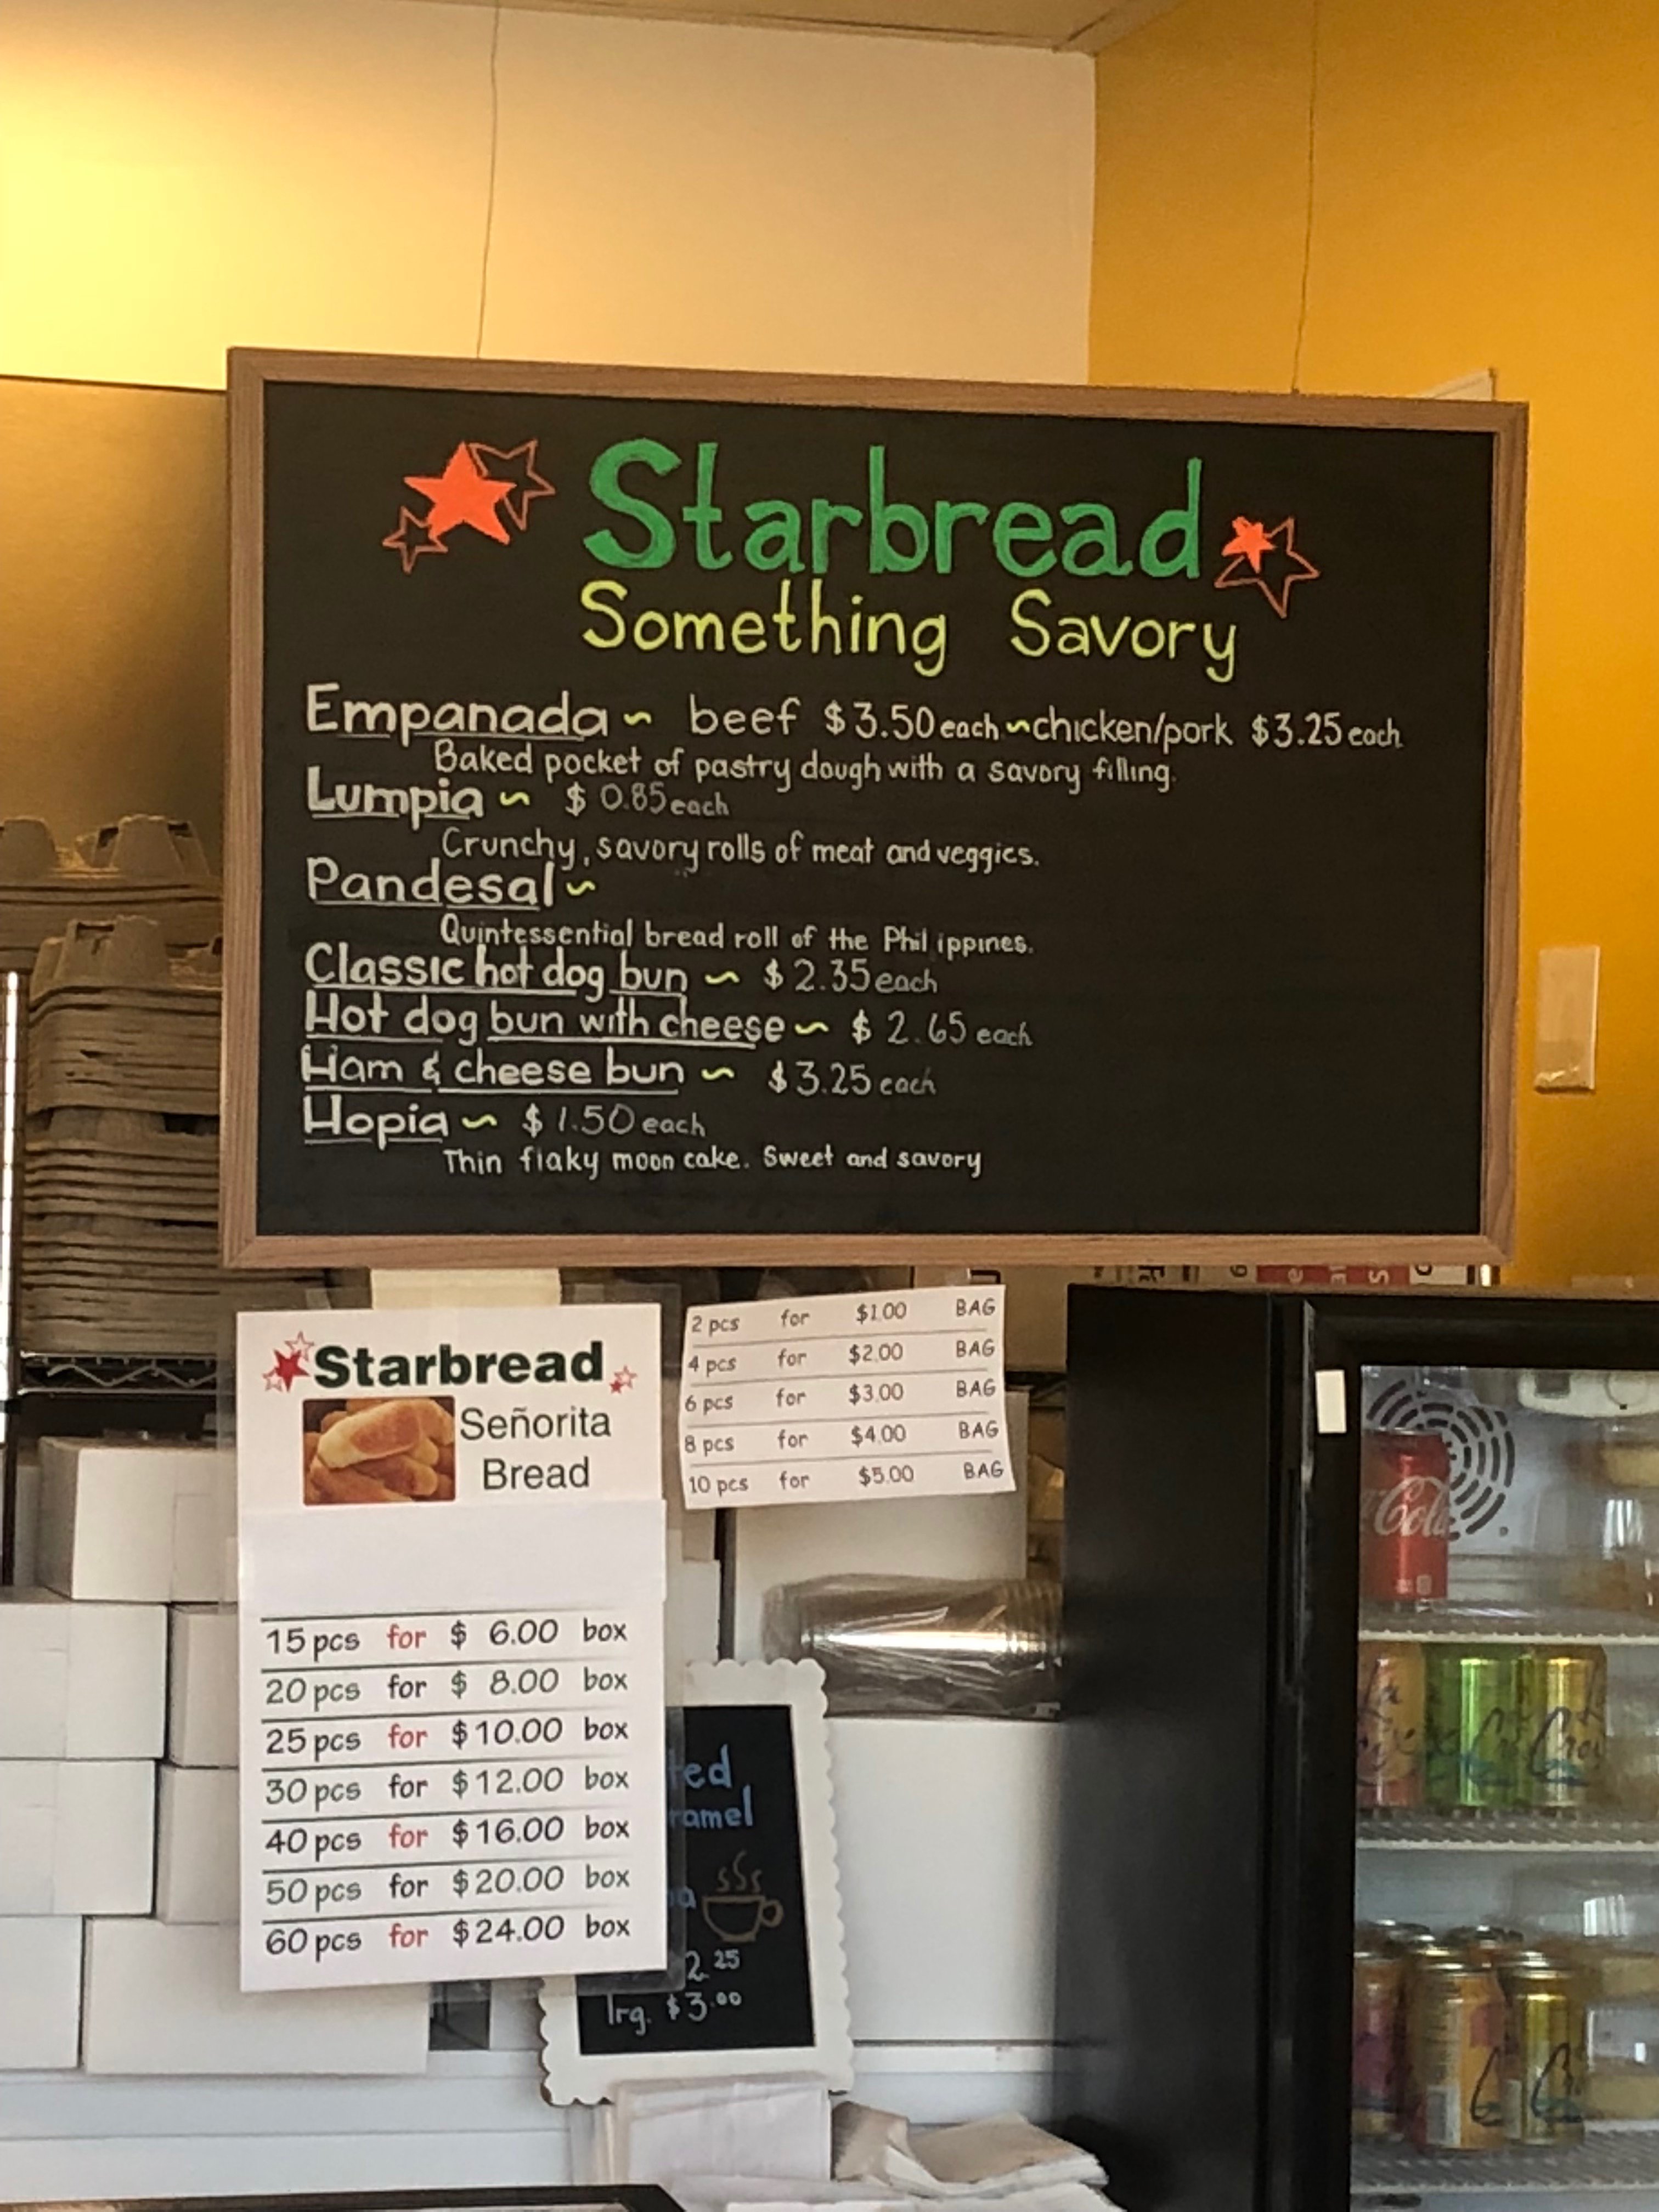 Starbread
Something Savory
Empanada ~ beef $3.50 each ~ chicken/pork $3.25 each
Baked pocket of pastry dough with a savory filling.
Lumpia ~ $0.85 each
Crunchy, savory rolls of meat and veggies.
Pandesal ~
Quintessential bread roll of the Philippines.
Classic hot dog bun ~ $2.35 each
Hot dog bun with cheese ~ $2.65 each
Ham & cheese bun ~ $3.25 each
Hopia ~ $1.50 each
Thin flaky moon cake. Sweet and savory
Starbread
Señorita
Bread
15 pcs for $ 6.00 box
20 pcs for $ 8.00 box
25 pcs for $10.00 box
30 pcs for $12.00 box
40 pcs for $16.00 box
50 pcs for $20.00 box
60 pcs for $24.00 box
2 pcs for $1.00 BAG
4 pcs for $2.00 BAG
6 pcs for $3.00 BAG
8 pcs for $4.00 BAG
10 pcs for $5.00 BAG
lrg. $3.00
Cola